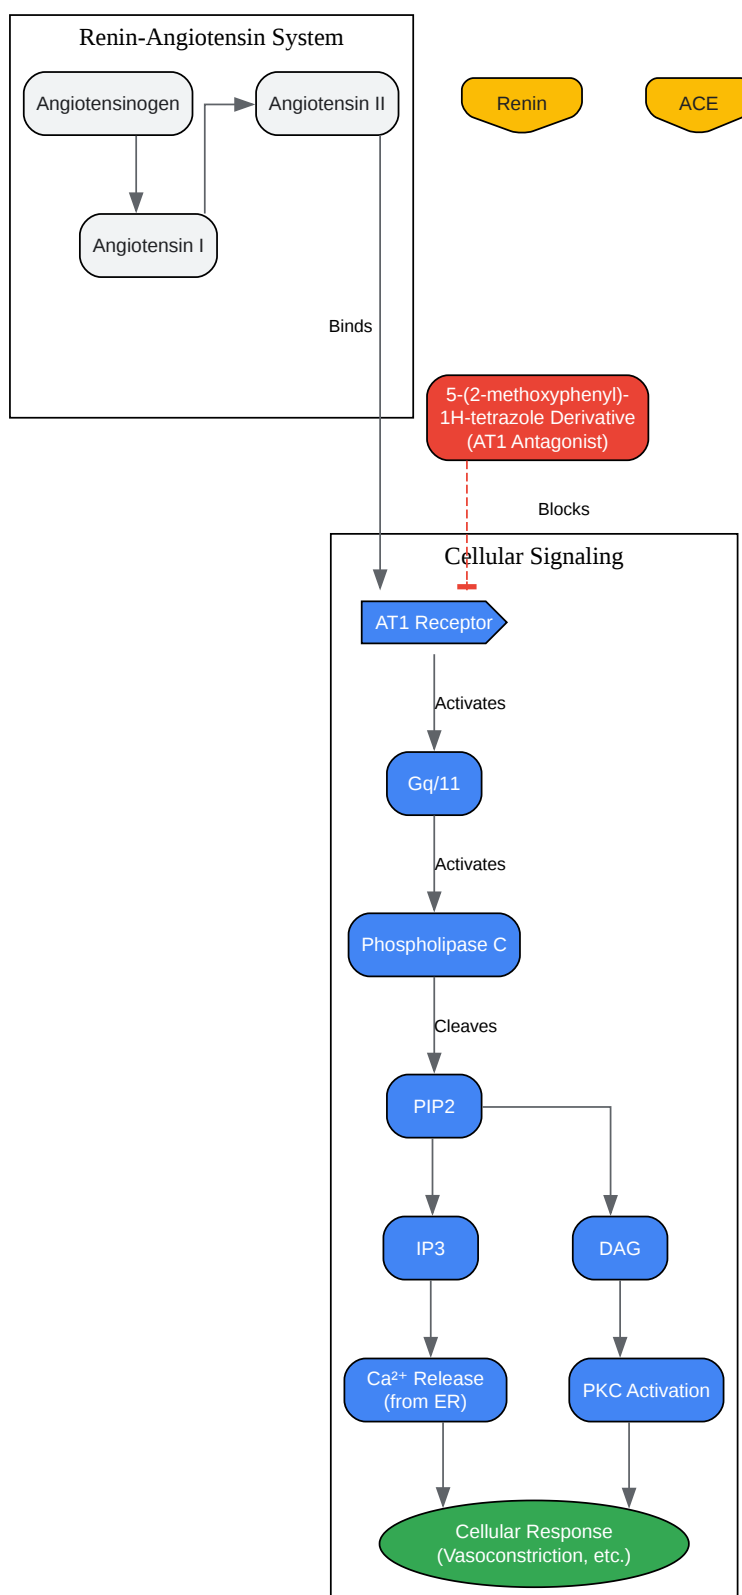 Renin-Angiotensin System
Angiotensinogen
Angiotensin II
Renin
ACE
Angiotensin I
Binds
5-(2-methoxyphenyl)-
1H-tetrazole Derivative
(AT1 Antagonist)
Blocks
Cellular Signaling
AT1 Receptor
Activates
Gq/11
Activates
Phospholipase C
Cleaves
PIP2
IP3
DAG
Ca²⁺ Release
(from ER)
PKC Activation
Cellular Response
(Vasoconstriction, etc.)